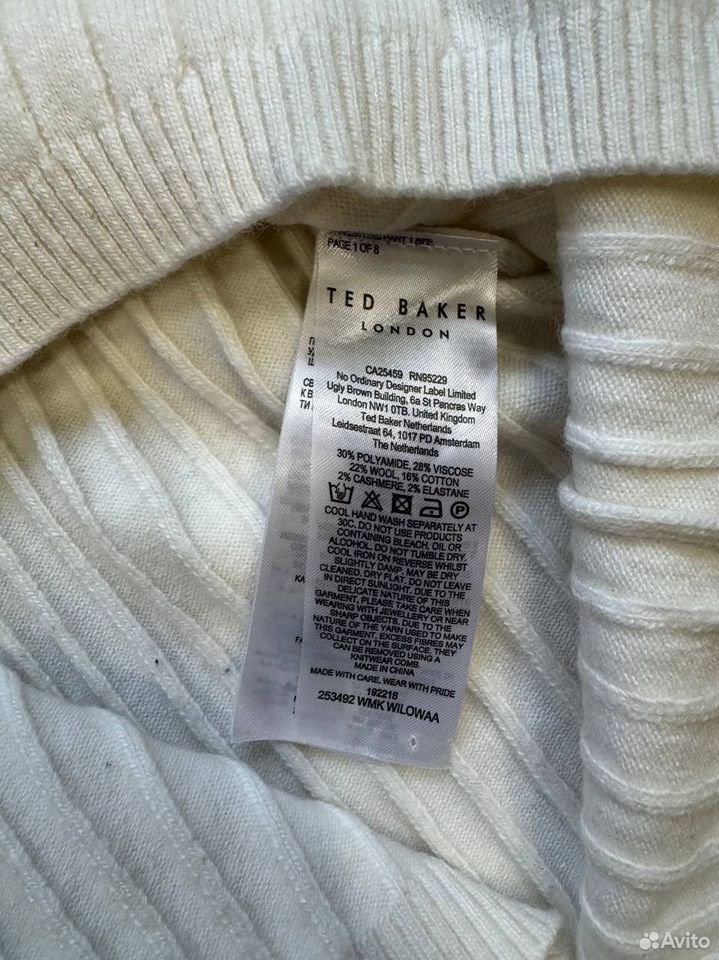 PAGE 1 OF 8
TED BAKER
LONDON
CA25459 RN95229
No Ordinary Designer Label Limited
Ugly Brown Building, 6a St Pancras Way
London NW1 0TB. United Kingdom
Ted Baker Netherlands
Leidsestraat 64, 1017 PD Amsterdam
The Netherlands
30% POLYAMIDE, 28% VISCOSE
22% WOOL, 16% COTTON
2% CASHMERE, 2% ELASTANE
COOL HAND WASH SEPARATELY AT
30C. DO NOT USE PRODUCTS
CONTAINING BLEACH, OIL OR
ALCOHOL. DO NOT TUMBLE DRY.
COOL IRON ON REVERSE WHILST
SLIGHTLY DAMP. MAY BE DRY
CLEANED. DRY FLAT. DO NOT LEAVE
IN DIRECT SUNLIGHT. DUE TO THE
DELICATE NATURE OF THIS
GARMENT, PLEASE TAKE CARE WHEN
WEARING WITH JEWELLERY OR NEAR
SHARP OBJECTS. DUE TO THE
NATURE OF THE YARN USED TO MAKE
THIS GARMENT, EXCESS FIBRES MAY
COLLECT ON THE SURFACE. THEY
CAN BE REMOVED USING A
KNITWEAR COMB.
MADE IN CHINA
MADE WITH CARE, WEAR WITH PRIDE
192218
253492 WMK WILOWAA
Avito